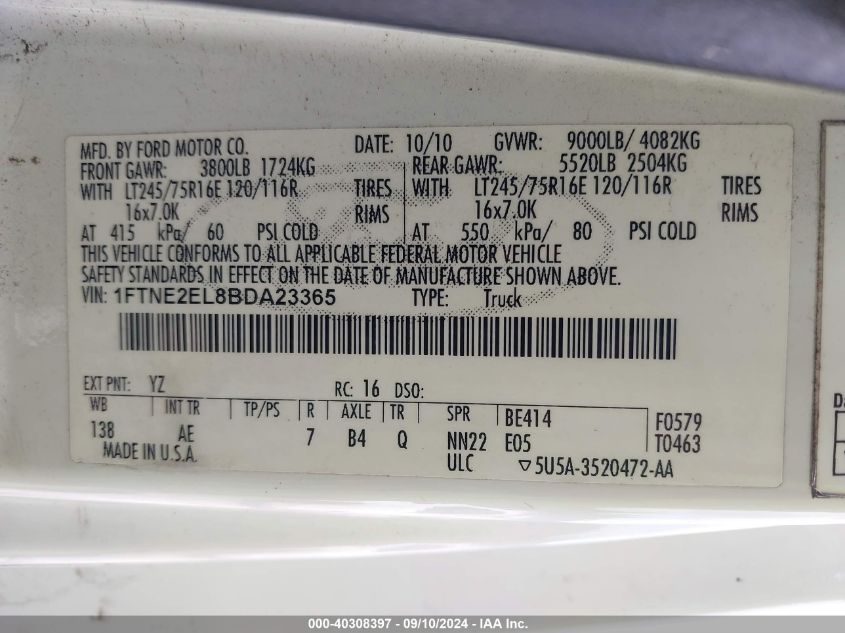 MFD. BY FORD MOTOR CO. DATE: 10/10 GVWR: 9000LB/ 4082KG
FRONT GAWR: 3800LB 1724KG REAR GAWR: 5520LB 2504KG
WITH LT245/75R16E 120/116R TIRES WITH LT245/75R16E 120/116R TIRES
16x7.0K RIMS 16x7.0K RIMS
AT 415 kPa/ 60 PSI COLD AT 550 kPa/ 80 PSI COLD
THIS VEHICLE CONFORMS TO ALL APPLICABLE FEDERAL MOTOR VEHICLE
SAFETY STANDARDS IN EFFECT ON THE DATE OF MANUFACTURE SHOWN ABOVE.
VIN: 1FTNE2EL8BDA23365 TYPE: Truck
EXT PNT: YZ RC: 16 DSO:
WB INT TR TP/PS R AXLE TR SPR BE414 F0579
138 AE 7 B4 Q NN22 E05 T0463
MADE IN U.S.A. ULC ▽5U5A-3520472-AA
000-40308397 - 09/10/2024 - IAA Inc.